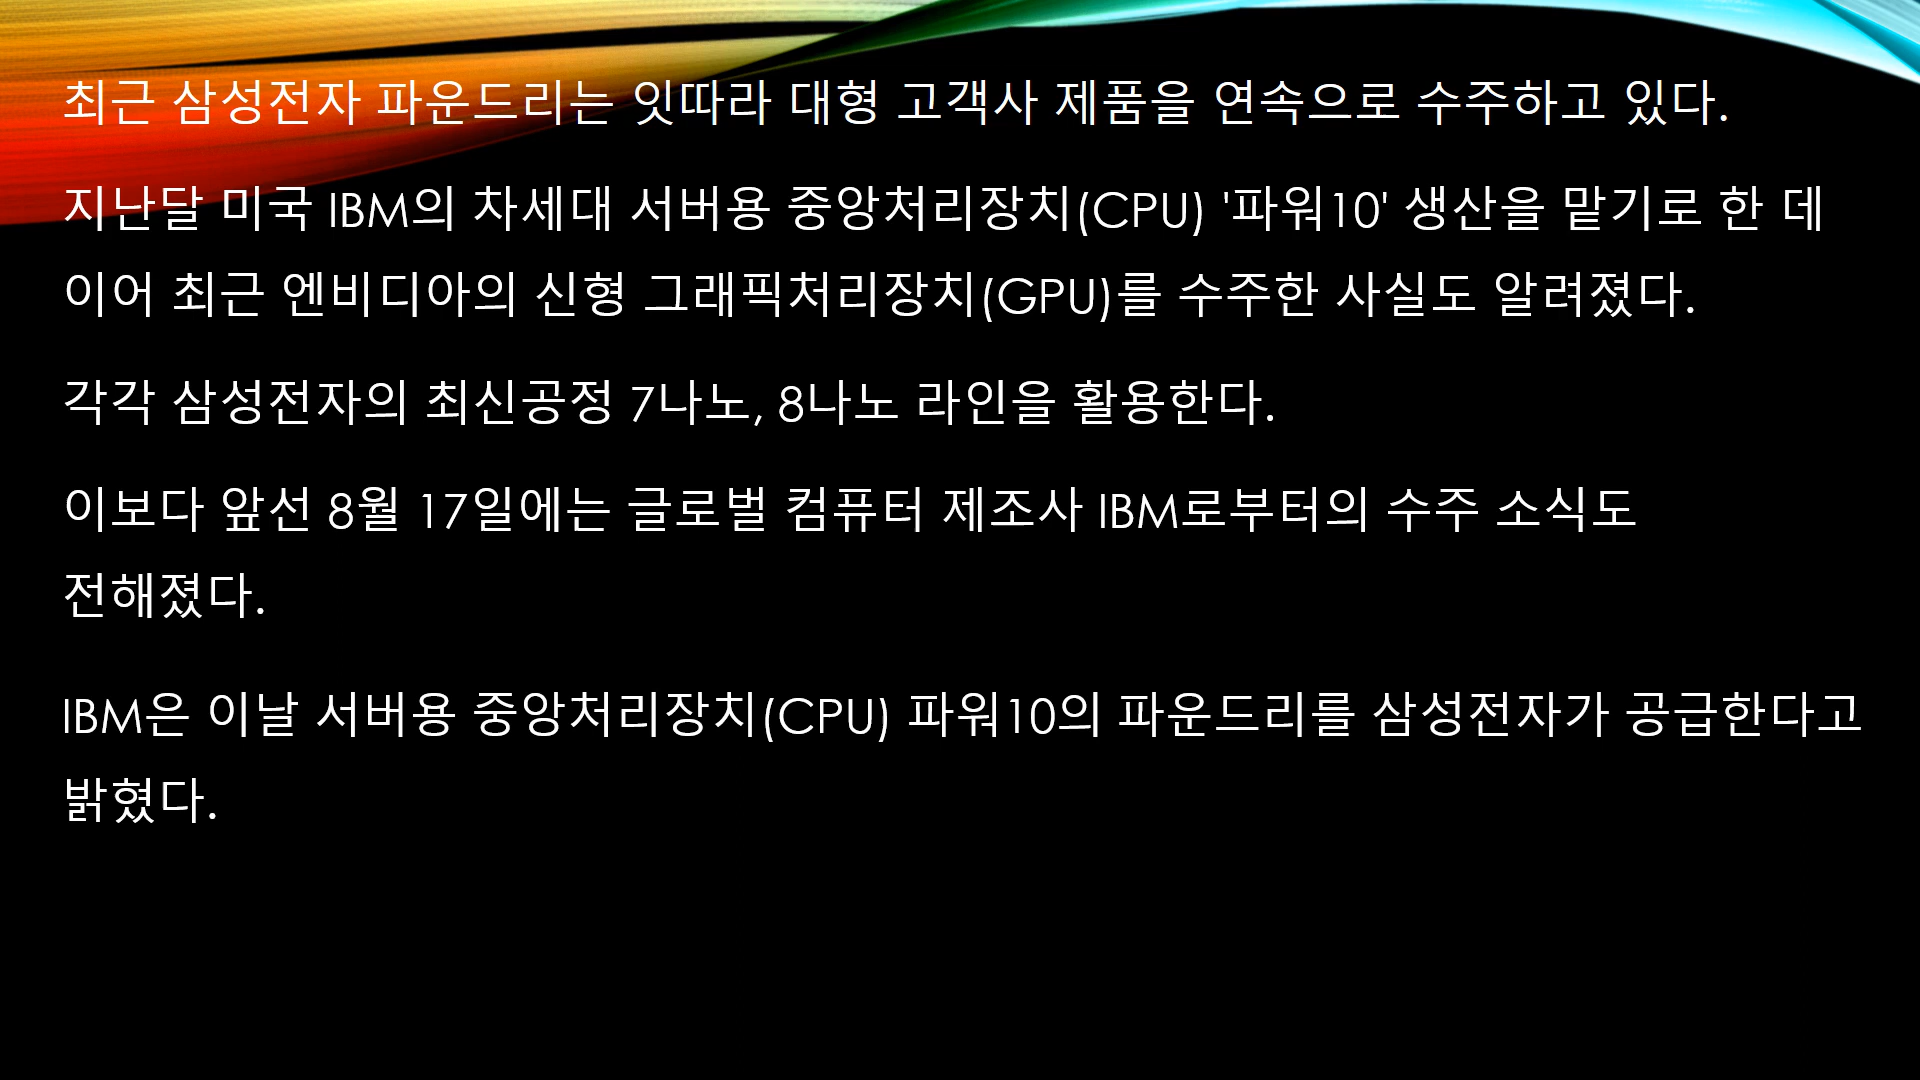 최근 삼성전자 파운드리는 잇따라 대형 고객사 제품을 연속으로 수주하고 있다.
지난달 미국 IBM의 차세대 서버용 중앙처리장치(CPU) '파워10' 생산을 맡기로 한 데
이어 최근 엔비디아의 신형 그래픽처리장치(GPU)를 수주한 사실도 알려졌다.
각각 삼성전자의 최신공정 7나노, 8나노 라인을 활용한다.
이보다 앞선 8월 17일에는 글로벌 컴퓨터 제조사 IBM로부터의 수주 소식도
전해졌다.
IBM은 이날 서버용 중앙처리장치(CPU) 파워10의 파운드리를 삼성전자가 공급한다고
밝혔다.